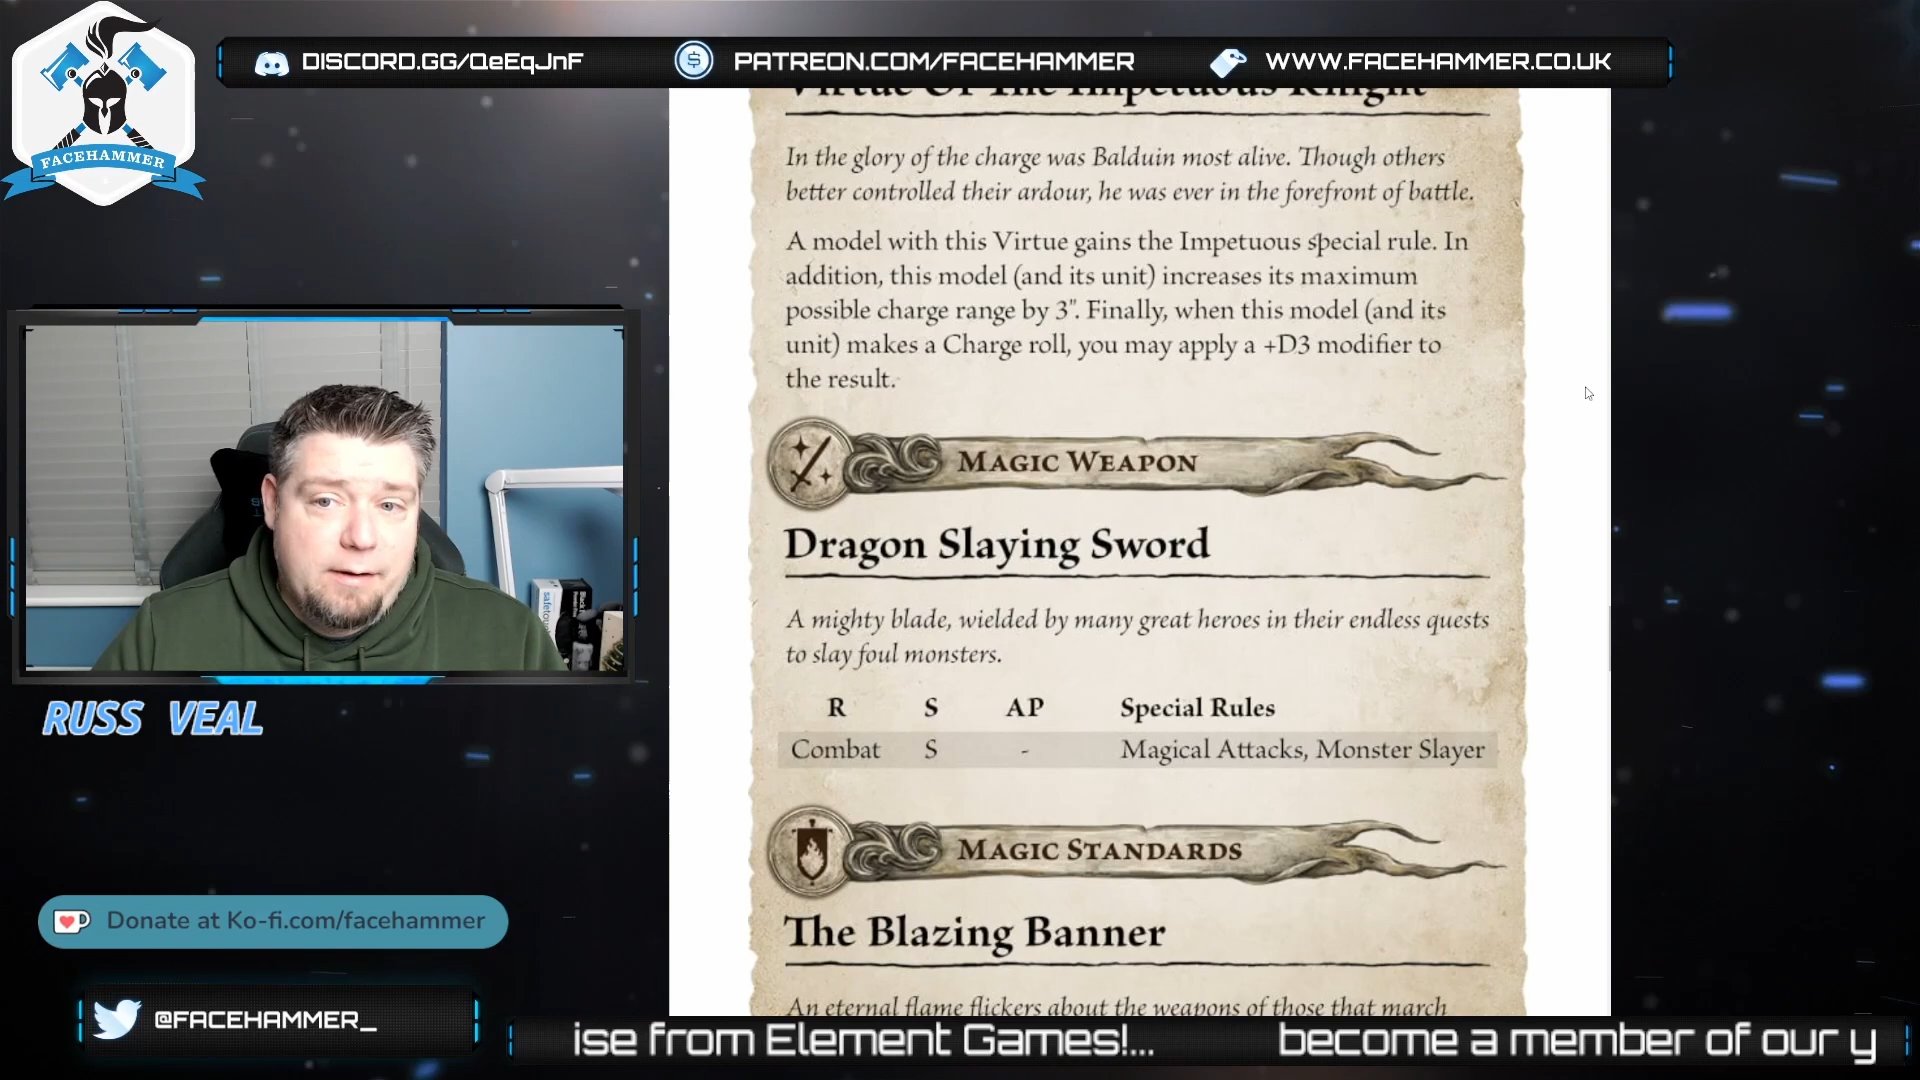 DISCORD.GG/QeEqJnF
PATREON.COM/FACEHAMMER
WWW.FACEHAMMER.CO.UK
FACEHAMMER
Virtue Of The Impetuous Knight
In the glory of the charge was Balduin most alive. Though others
better controlled their ardour, he was ever in the forefront of battle.
A model with this Virtue gains the Impetuous special rule. In
addition, this model (and its unit) increases its maximum
possible charge range by 3". Finally, when this model (and its
unit) makes a Charge roll, you may apply a +D3 modifier to
the result.
MAGIC WEAPON
Dragon Slaying Sword
A mighty blade, wielded by many great heroes in their endless quests
to slay foul monsters.
R S AP Special Rules
Combat S - Magical Attacks, Monster Slayer
MAGIC STANDARDS
The Blazing Banner
An eternal flame flickers about the weapons of those that march
RUSS VEAL
Donate at Ko-fi.com/facehammer
@FACEHAMMER_
ise from Element Games!... become a member of our y